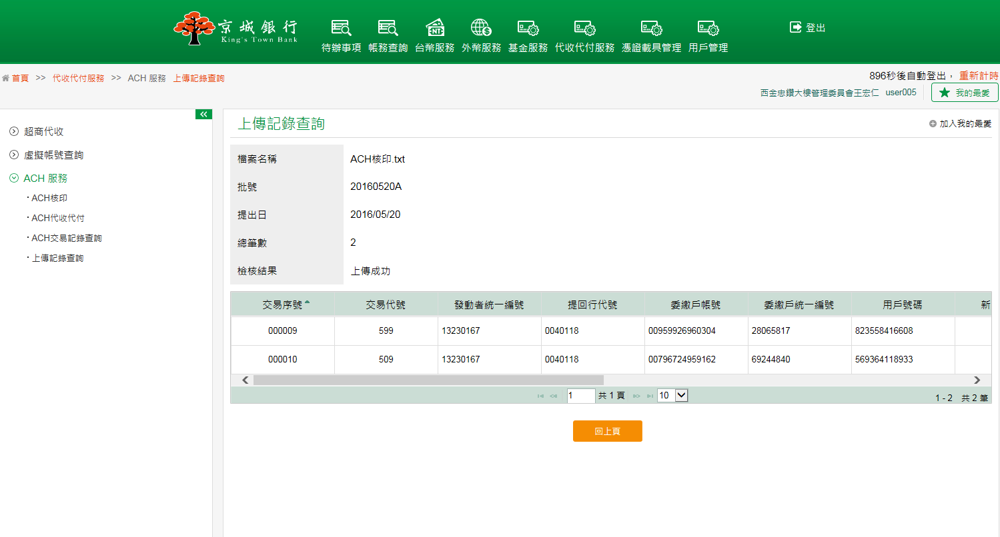 京城銀行
King's Town Bank
待辦事項 帳務查詢 台幣服務 外幣服務 基金服務 代收代付服務 憑證載具管理 用戶管理
登出
首頁 >> 代收代付服務 >> ACH 服務 上傳記錄查詢
896秒後自動登出， 重新計時
西金忠鑽大樓管理委員會王宏仁 user005
我的最愛
超商代收
虛擬帳號查詢
ACH 服務
ACH核印
ACH代收代付
ACH交易記錄查詢
上傳記錄查詢
上傳記錄查詢
加入我的最愛
檔案名稱 ACH核印.txt
批號 20160520A
提出日 2016/05/20
總筆數 2
檢核結果 上傳成功
交易序號 交易代號 發動者統一編號 提回行代號 委繳戶帳號 委繳戶統一編號 用戶號碼 新
000009 599 13230167 0040118 00959926960304 28065817 823558416608
000010 509 13230167 0040118 00796724959162 69244840 569364118933
1 共 1 頁 10
1 - 2 共 2 筆
回上頁